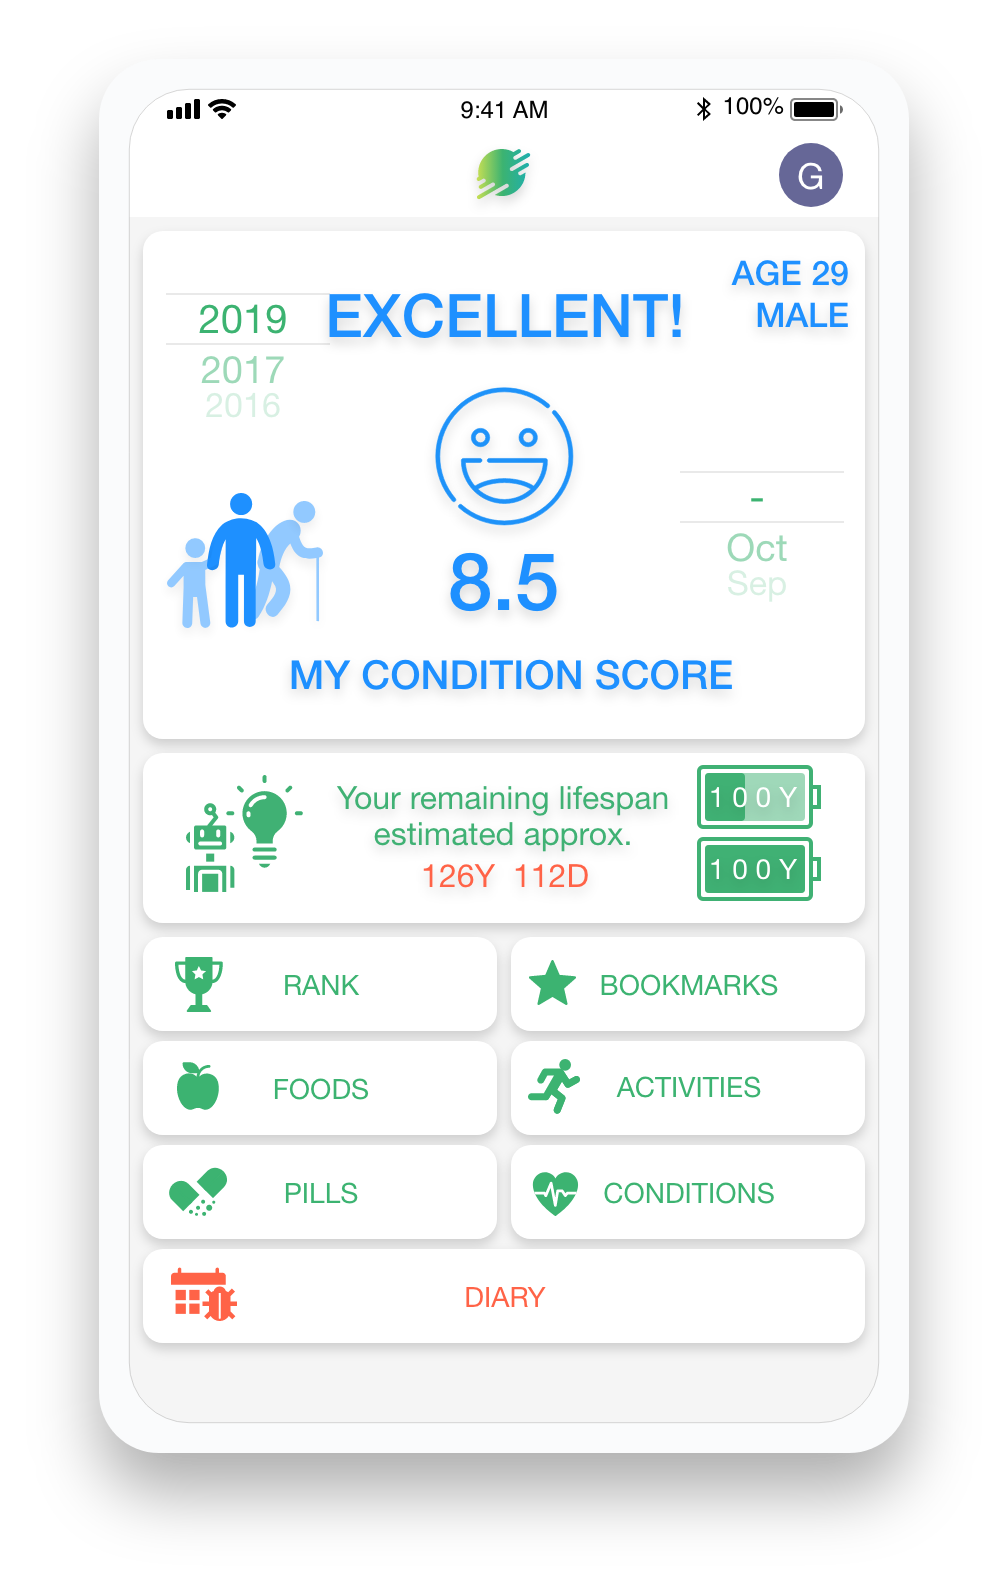 9:41 AM
100%
G
AGE 29
MALE
2019
EXCELLENT!
2017
2016
-
Oct
Sep
8.5
MY CONDITION SCORE
Your remaining lifespan
estimated approx.
126Y 112D
100Y
100Y
RANK
BOOKMARKS
FOODS
ACTIVITIES
PILLS
CONDITIONS
DIARY